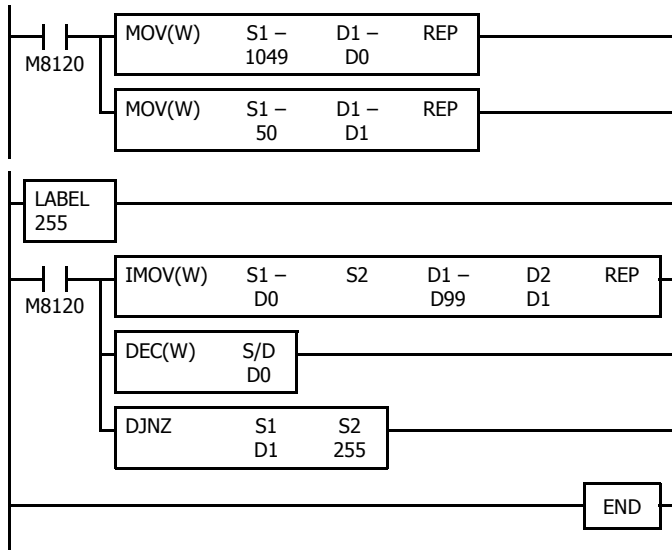 MOV(W) S1 – D1 – REP
M8120 1049 D0
MOV(W) S1 – D1 – REP
50 D1
LABEL
255
IMOV(W) S1 – S2 D1 – D2 REP
M8120 D0 D99 D1
DEC(W) S/D
D0
DJNZ S1 S2
D1 255
END